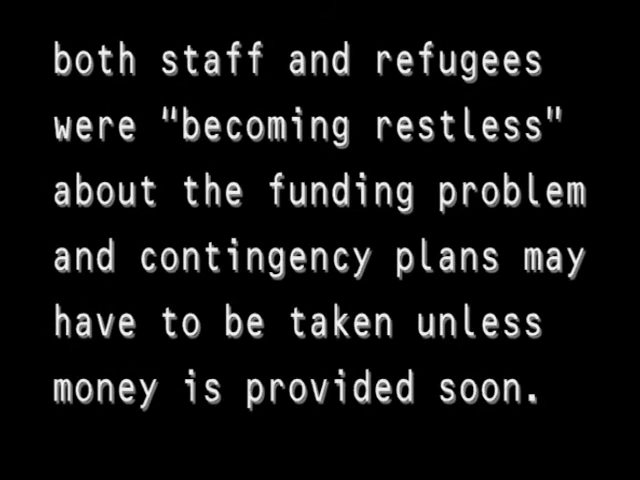 both staff and refugees
were "becoming restless"
about the funding problem
and contingency plans may
have to be taken unless
money is provided soon.